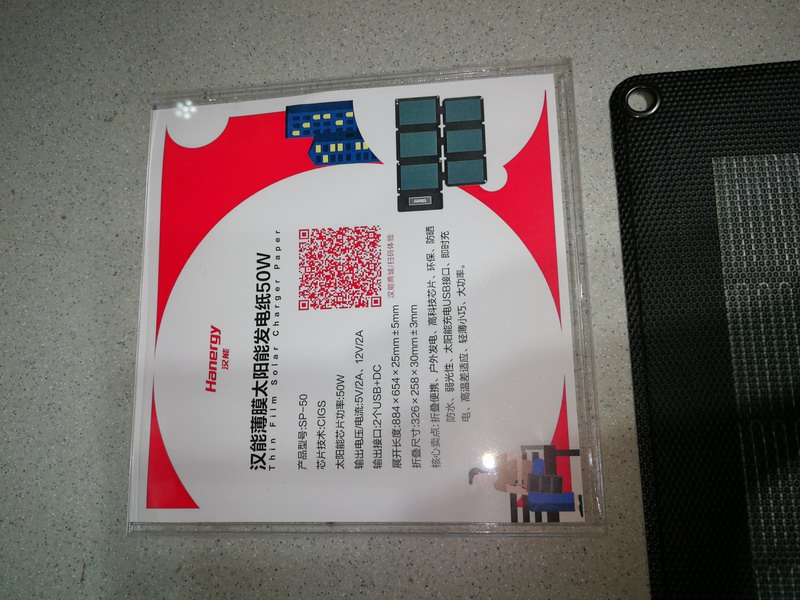 Hanergy
汉能
汉能薄膜太阳能发电纸50W
Thin Film Solar Charger Paper
产品型号:SP-50
芯片技术:CIGS
太阳能芯片功率:50W
输出电压/电流:5V/2A、12V/2A
输出接口:2个USB+DC
展开长度:884×654×25mm±5mm
折叠尺寸:326×258×30mm±3mm
核心卖点:折叠便携、户外发电、高科技芯片、环保、防晒
防水、弱光性、太阳能充电USB接口、即时充
电、高温差适应、轻薄小巧、大功率。
汉能商城/扫码体验